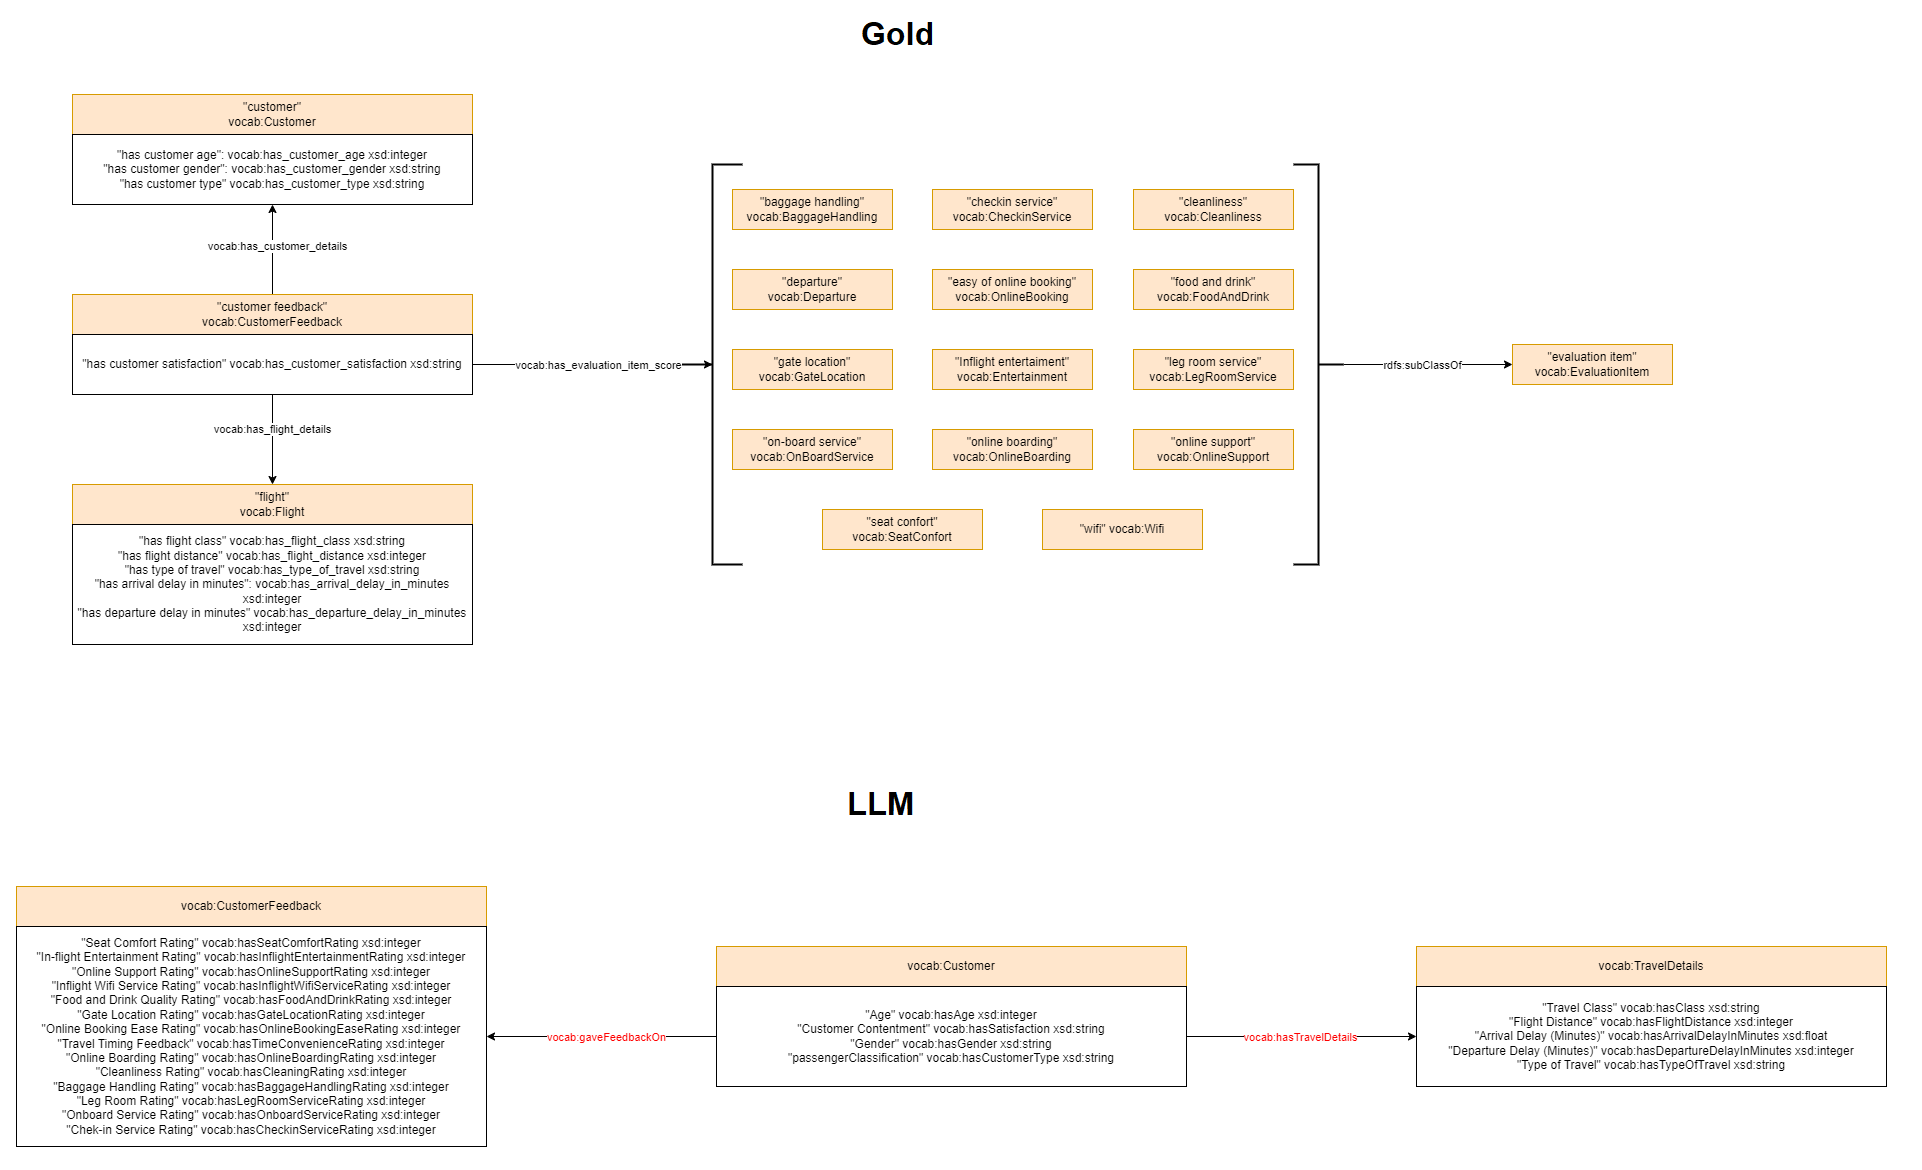 Gold
"customer"
vocab:Customer
"has customer age": vocab:has_customer_age xsd:integer
"has customer gender": vocab:has_customer_gender xsd:string
"has customer type" vocab:has_customer_type xsd:string
vocab:has_customer_details
"customer feedback"
vocab:CustomerFeedback
"has customer satisfaction" vocab:has_customer_satisfaction xsd:string
vocab:has_flight_details
"flight"
vocab:Flight
"has flight class" vocab:has_flight_class xsd:string
"has flight distance" vocab:has_flight_distance xsd:integer
"has type of travel" vocab:has_type_of_travel xsd:string
"has arrival delay in minutes": vocab:has_arrival_delay_in_minutes
xsd:integer
"has departure delay in minutes" vocab:has_departure_delay_in_minutes
xsd:integer
vocab:has_evaluation_item_score
"baggage handling"
vocab:BaggageHandling
"checkin service"
vocab:CheckinService
"cleanliness"
vocab:Cleanliness
"departure"
vocab:Departure
"easy of online booking"
vocab:OnlineBooking
"food and drink"
vocab:FoodAndDrink
"gate location"
vocab:GateLocation
"Inflight entertaiment"
vocab:Entertainment
"leg room service"
vocab:LegRoomService
"on-board service"
vocab:OnBoardService
"online boarding"
vocab:OnlineBoarding
"online support"
vocab:OnlineSupport
"seat confort"
vocab:SeatConfort
"wifi" vocab:Wifi
rdfs:subClassOf
"evaluation item"
vocab:EvaluationItem
LLM
vocab:CustomerFeedback
"Seat Comfort Rating" vocab:hasSeatComfortRating xsd:integer
"In-flight Entertainment Rating" vocab:hasInflightEntertainmentRating xsd:integer
"Online Support Rating" vocab:hasOnlineSupportRating xsd:integer
"Inflight Wifi Service Rating" vocab:hasInflightWifiServiceRating xsd:integer
"Food and Drink Quality Rating" vocab:hasFoodAndDrinkRating xsd:integer
"Gate Location Rating" vocab:hasGateLocationRating xsd:integer
"Online Booking Ease Rating" vocab:hasOnlineBookingEaseRating xsd:integer
"Travel Timing Feedback" vocab:hasTimeConvenienceRating xsd:integer
"Online Boarding Rating" vocab:hasOnlineBoardingRating xsd:integer
"Cleanliness Rating" vocab:hasCleaningRating xsd:integer
"Baggage Handling Rating" vocab:hasBaggageHandlingRating xsd:integer
"Leg Room Rating" vocab:hasLegRoomServiceRating xsd:integer
"Onboard Service Rating" vocab:hasOnboardServiceRating xsd:integer
"Chek-in Service Rating" vocab:hasCheckinServiceRating xsd:integer
vocab:gaveFeedbackOn
vocab:Customer
"Age" vocab:hasAge xsd:integer
"Customer Contentment" vocab:hasSatisfaction xsd:string
"Gender" vocab:hasGender xsd:string
"passengerClassification" vocab:hasCustomerType xsd:string
vocab:hasTravelDetails
vocab:TravelDetails
"Travel Class" vocab:hasClass xsd:string
"Flight Distance" vocab:hasFlightDistance xsd:integer
"Arrival Delay (Minutes)" vocab:hasArrivalDelayInMinutes xsd:float
"Departure Delay (Minutes)" vocab:hasDepartureDelayInMinutes xsd:integer
"Type of Travel" vocab:hasTypeOfTravel xsd:string